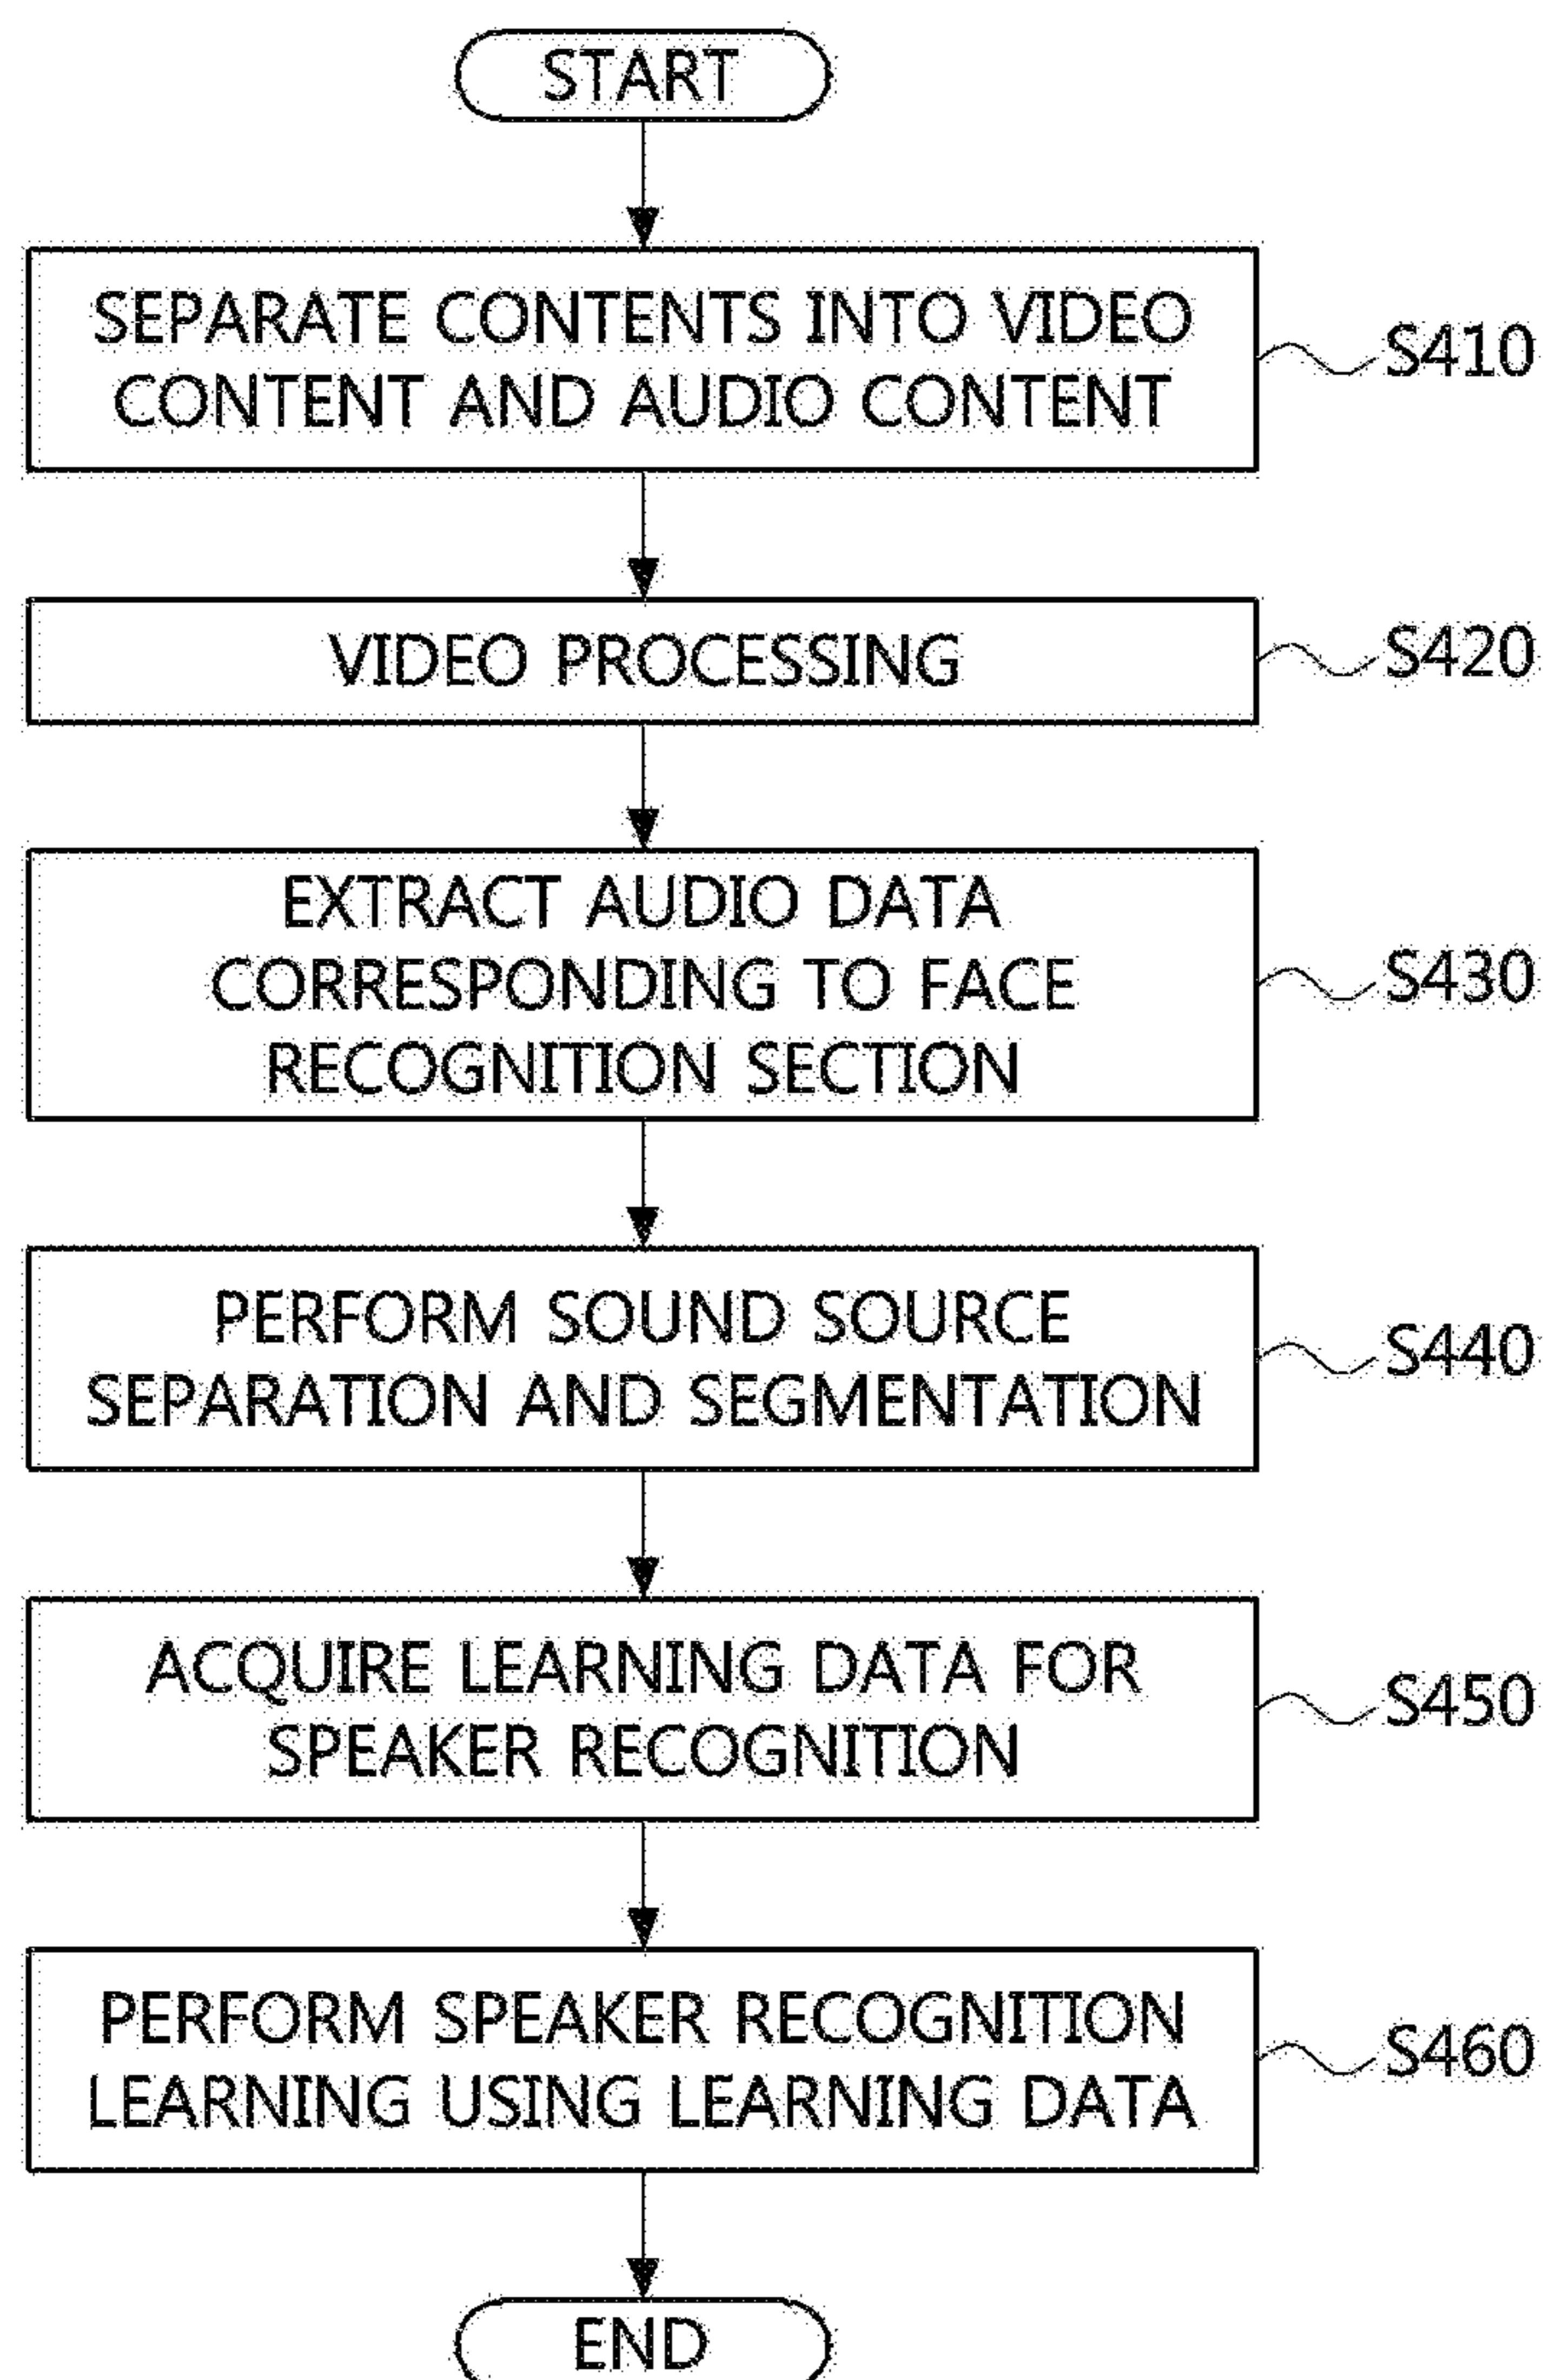 START
SEPARATE CONTENTS INTO VIDEO
CONTENT AND AUDIO CONTENT
S410
VIDEO PROCESSING
S420
EXTRACT AUDIO DATA
CORRESPONDING TO FACE
RECOGNITION SECTION
S430
PERFORM SOUND SOURCE
SEPARATION AND SEGMENTATION
S440
ACQUIRE LEARNING DATA FOR
SPEAKER RECOGNITION
S450
PERFORM SPEAKER RECOGNITION
LEARNING USING LEARNING DATA
S460
END